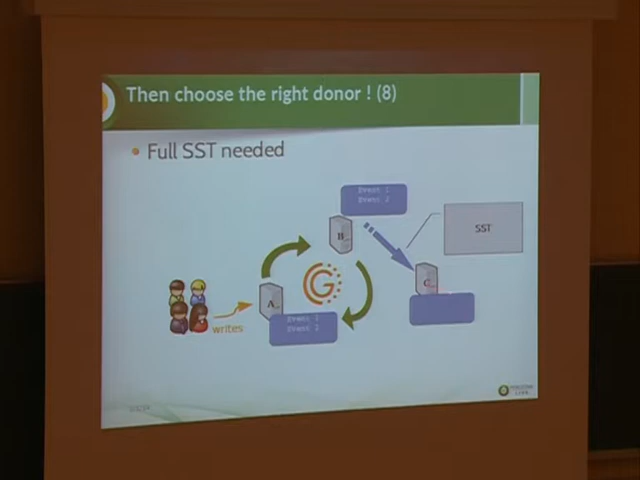 Then choose the right donor ! (8)
Full SST needed
Event 1
Event 2
B
SST
C
A
writes
Event 1
Event 2
LIVE